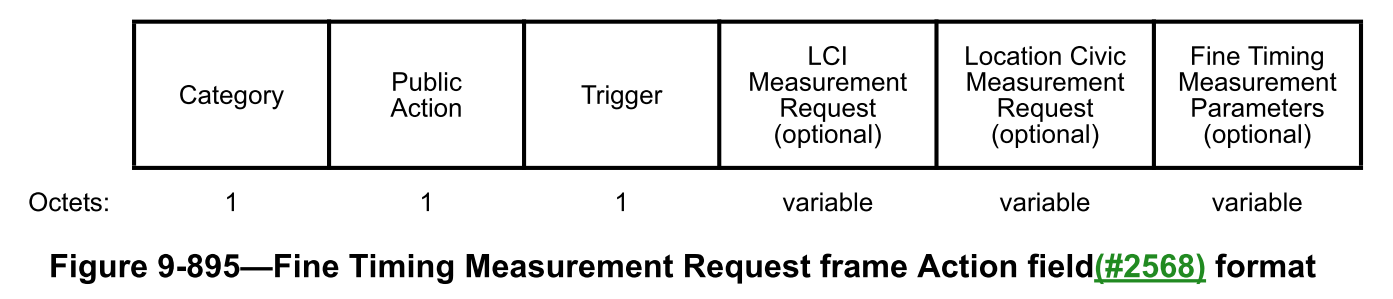 Category
Public
Action
Trigger
LCI
Measurement
Request
(optional)
Location Civic
Measurement
Request
(optional)
Fine Timing
Measurement
Parameters
(optional)
Octets: 1 1 1 variable variable variable
Figure 9-895—Fine Timing Measurement Request frame Action field(#2568) format